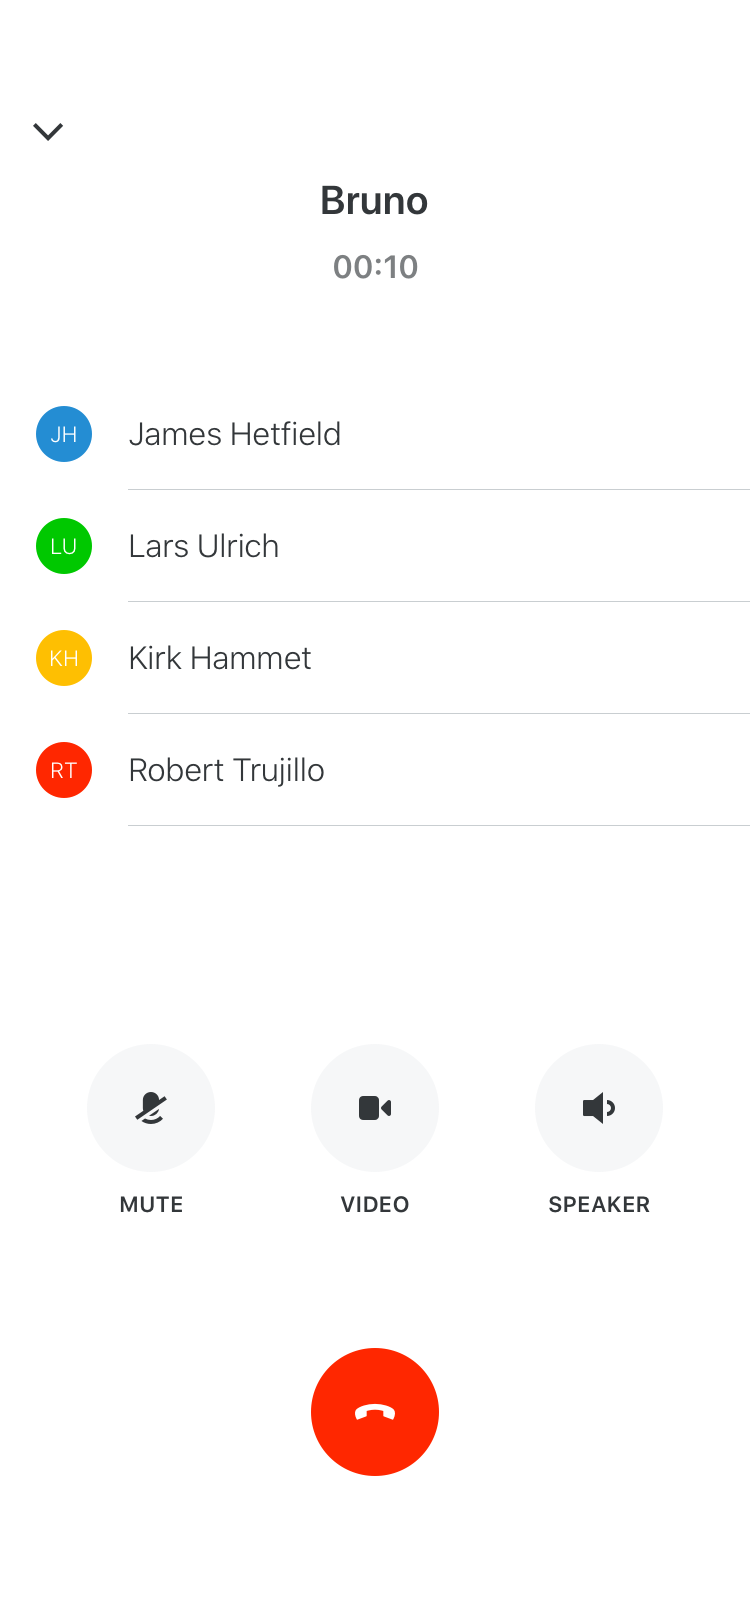 Bruno
00:10
JH James Hetfield
LU Lars Ulrich
KH Kirk Hammet
RT Robert Trujillo
MUTE VIDEO SPEAKER